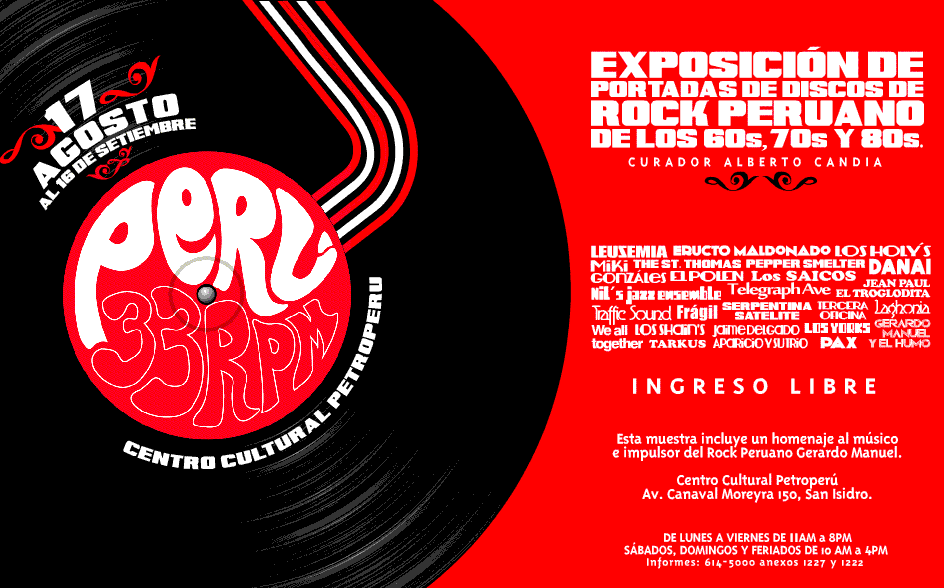 17
AGOSTO
AL 16 DE SETIEMBRE
PERU
33 RPM
CENTRO CULTURAL PETROPERU
EXPOSICIÓN DE
PORTADAS DE DISCOS DE
ROCK PERUANO
DE LOS 60s, 70s Y 80s.
CURADOR ALBERTO CANDIA
LEUSEMIA ERUCTO MALDONADO LOS HOLY'S
MiKi GONZÁLES THE ST. THOMAS PEPPER SMELTER DANAI
EL POLEN Los SAICOS JEAN PAUL EL TROGLODITA
Nil's jazz ensemble Telegraph Ave
Traffic Sound Frágil SERPENTINA SATELITE TERCERA OFICINA Laghonia
We all together LOS SHAIN'S JAIME DELGADO LOS YORKS GERARDO MANUEL Y EL HUMO
TARKUS APARICIO Y SU TRIO PAX
INGRESO LIBRE
Esta muestra incluye un homenaje al músico
e impulsor del Rock Peruano Gerardo Manuel.
Centro Cultural Petroperú
Av. Canaval Moreyra 150, San Isidro.
DE LUNES A VIERNES DE 11AM a 8PM
SÁBADOS, DOMINGOS Y FERIADOS DE 10 AM a 4PM
Informes: 614-5000 anexos 1227 y 1222